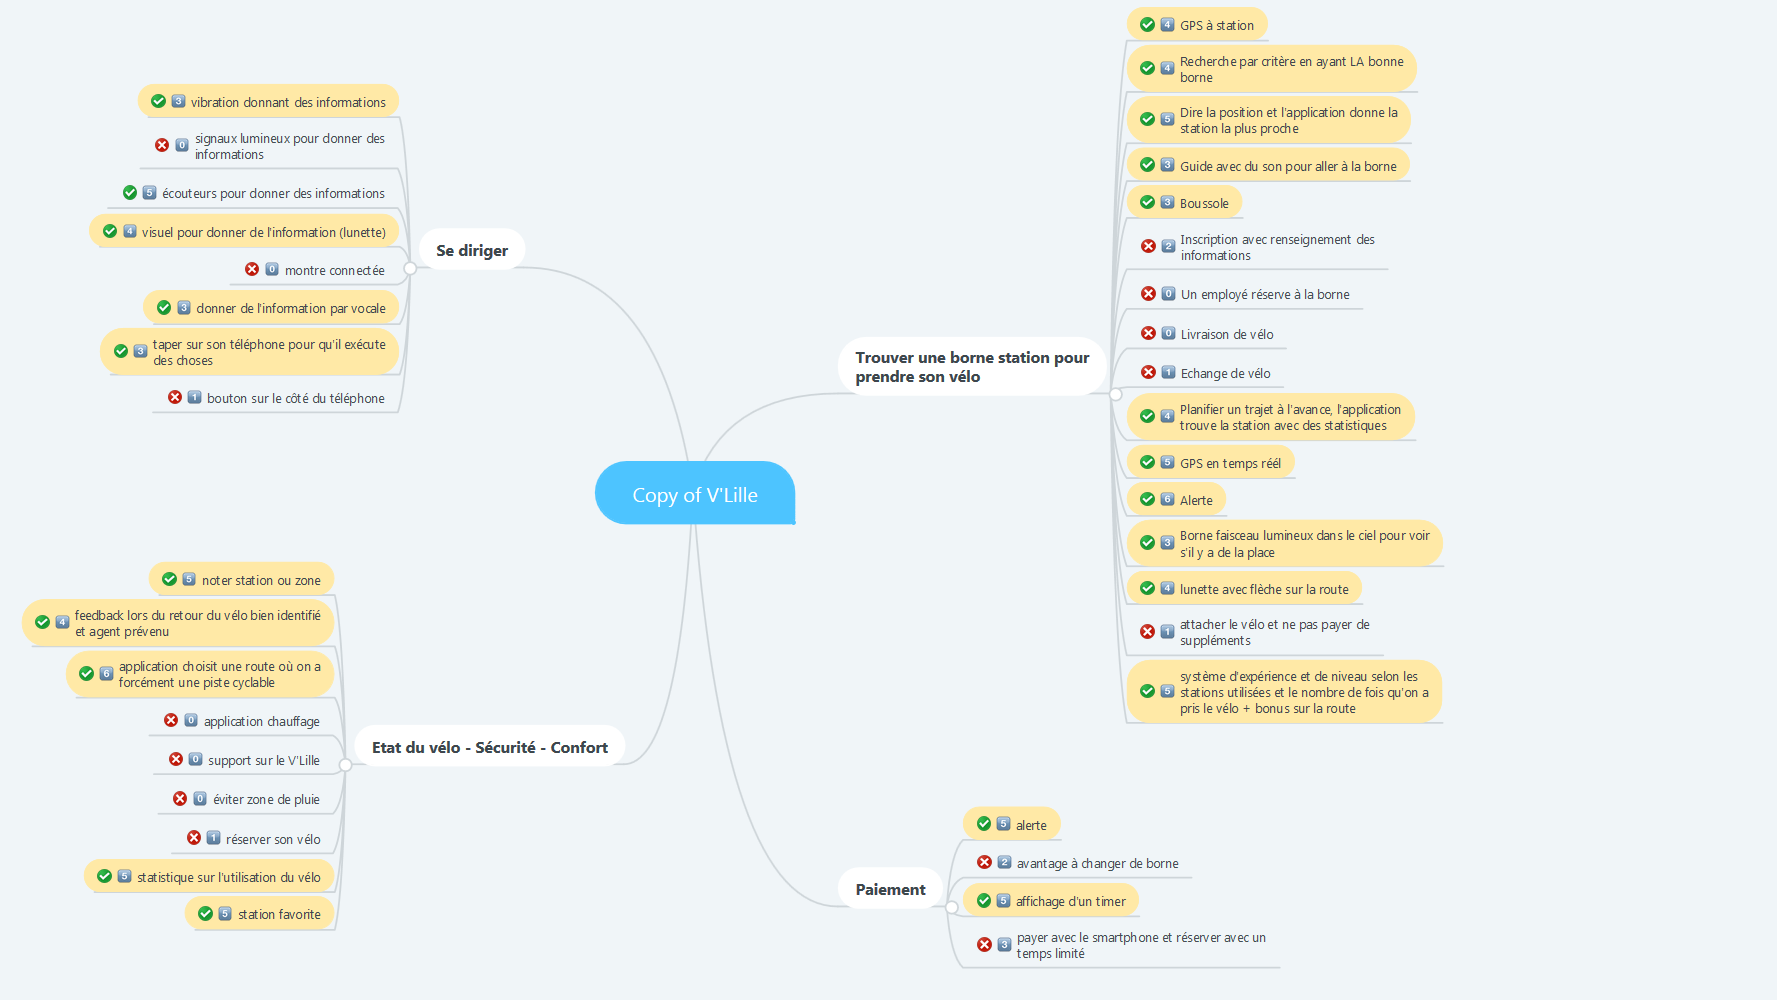 Copy of V'Lille
Se diriger
3 vibration donnant des informations
0 signaux lumineux pour donner des
informations
5 écouteurs pour donner des informations
4 visuel pour donner de l'information (lunette)
0 montre connectée
3 donner de l'information par vocale
3 taper sur son téléphone pour qu'il exécute
des choses
1 bouton sur le côté du téléphone
Etat du vélo - Sécurité - Confort
5 noter station ou zone
4 feedback lors du retour du vélo bien identifié
et agent prévenu
6 application choisit une route où on a
forcément une piste cyclable
0 application chauffage
0 support sur le V'Lille
0 éviter zone de pluie
1 réserver son vélo
5 statistique sur l'utilisation du vélo
5 station favorite
Trouver une borne station pour
prendre son vélo
4 GPS à station
4 Recherche par critère en ayant LA bonne
borne
5 Dire la position et l'application donne la
station la plus proche
3 Guide avec du son pour aller à la borne
3 Boussole
2 Inscription avec renseignement des
informations
0 Un employé réserve à la borne
0 Livraison de vélo
1 Echange de vélo
4 Planifier un trajet à l'avance, l'application
trouve la station avec des statistiques
5 GPS en temps réél
6 Alerte
3 Borne faisceau lumineux dans le ciel pour voir
s'il y a de la place
4 lunette avec flèche sur la route
1 attacher le vélo et ne pas payer de
suppléments
5 système d'expérience et de niveau selon les
stations utilisées et le nombre de fois qu'on a
pris le vélo + bonus sur la route
Paiement
5 alerte
2 avantage à changer de borne
5 affichage d'un timer
3 payer avec le smartphone et réserver avec un
temps limité